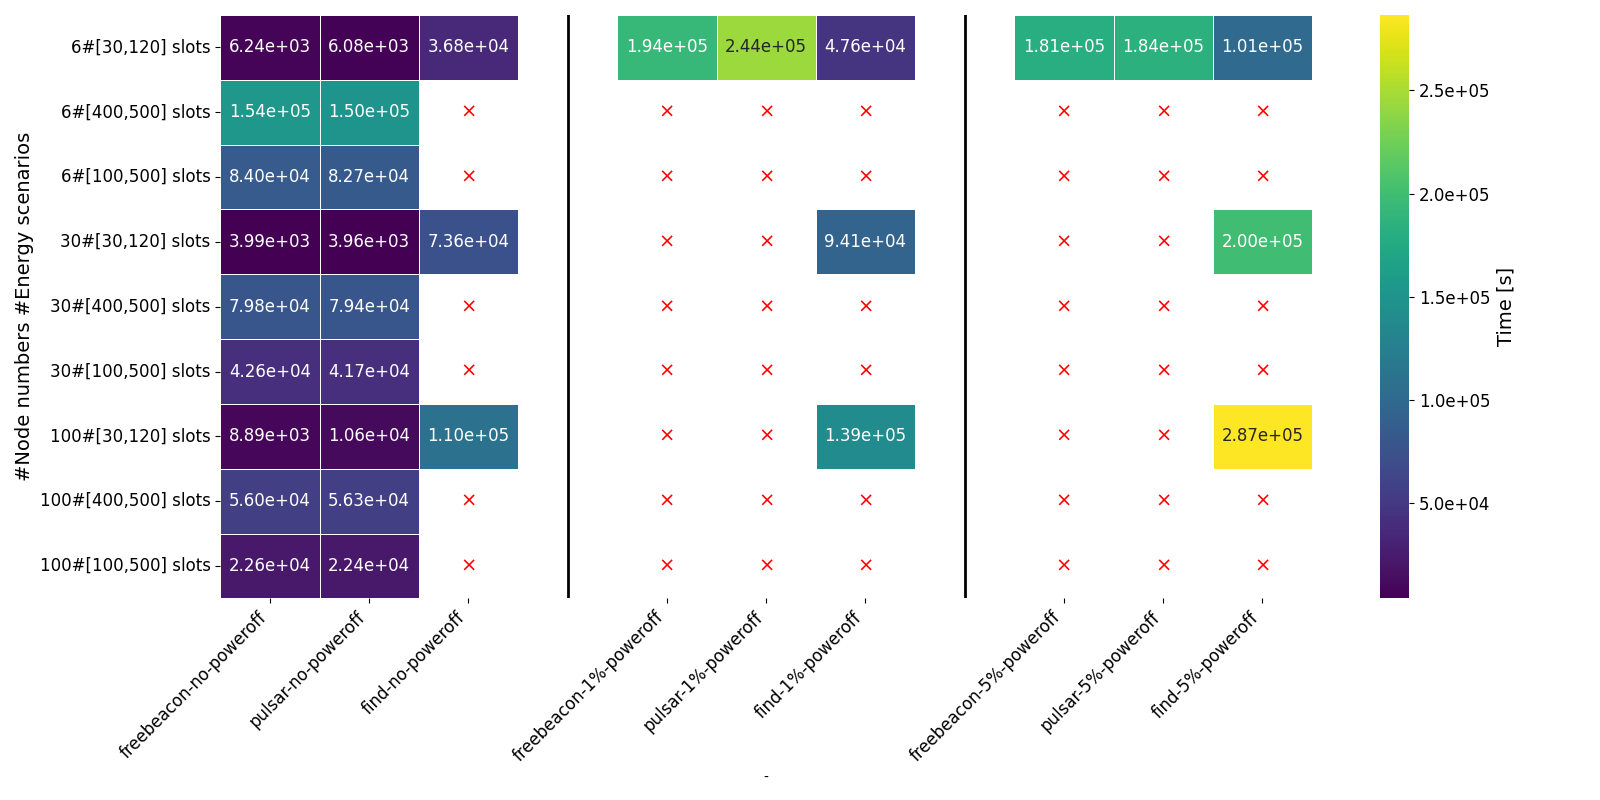 #Node numbers #Energy scenarios
6#[30,120] slots 6.24e+03 6.08e+03 3.68e+04 1.94e+05 2.44e+05 4.76e+04 1.81e+05 1.84e+05 1.01e+05
6#[400,500] slots 1.54e+05 1.50e+05 × × × × × × ×
6#[100,500] slots 8.40e+04 8.27e+04 × × × × × × ×
30#[30,120] slots 3.99e+03 3.96e+03 7.36e+04 × × 9.41e+04 × × 2.00e+05
30#[400,500] slots 7.98e+04 7.94e+04 × × × × × × ×
30#[100,500] slots 4.26e+04 4.17e+04 × × × × × × ×
100#[30,120] slots 8.89e+03 1.06e+04 1.10e+05 × × 1.39e+05 × × 2.87e+05
100#[400,500] slots 5.60e+04 5.63e+04 × × × × × × ×
100#[100,500] slots 2.26e+04 2.24e+04 × × × × × × ×
freebeacon-no-poweroff
pulsar-no-poweroff
find-no-poweroff
freebeacon-1%-poweroff
pulsar-1%-poweroff
find-1%-poweroff
freebeacon-5%-poweroff
pulsar-5%-poweroff
find-5%-poweroff
-
2.5e+05
2.0e+05
1.5e+05
1.0e+05
5.0e+04
Time [s]